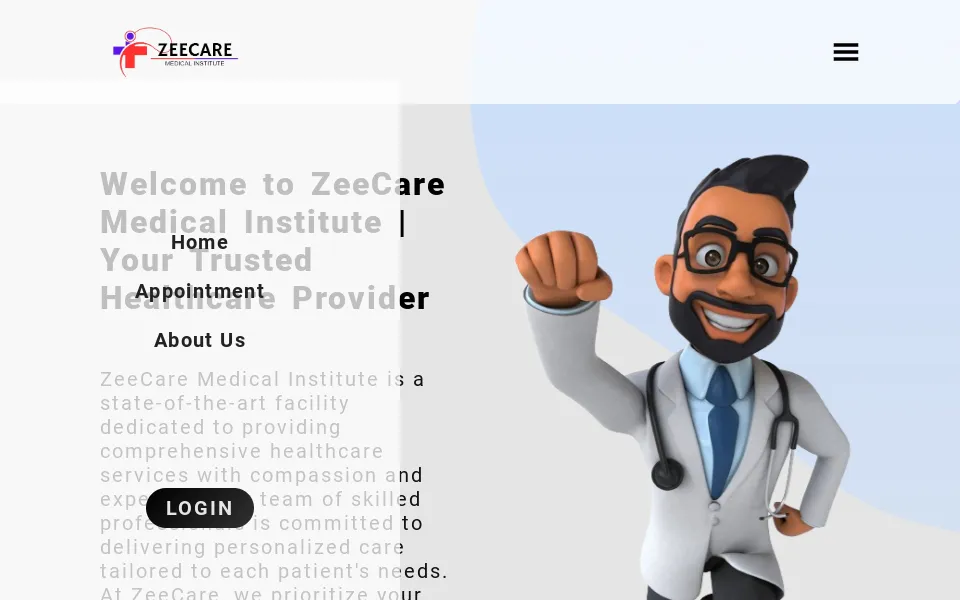 ZEECARE
MEDICAL INSTITUTE
Welcome to ZeeCare
Medical Institute |
Your Trusted
Healthcare Provider
Home
Appointment
About Us
ZeeCare Medical Institute is a
state-of-the-art facility
dedicated to providing
comprehensive healthcare
services with compassion and
expe team of skilled
professionals is committed to
delivering personalized care
tailored to each patient's needs.
At ZeeCare, we prioritize your
LOGIN